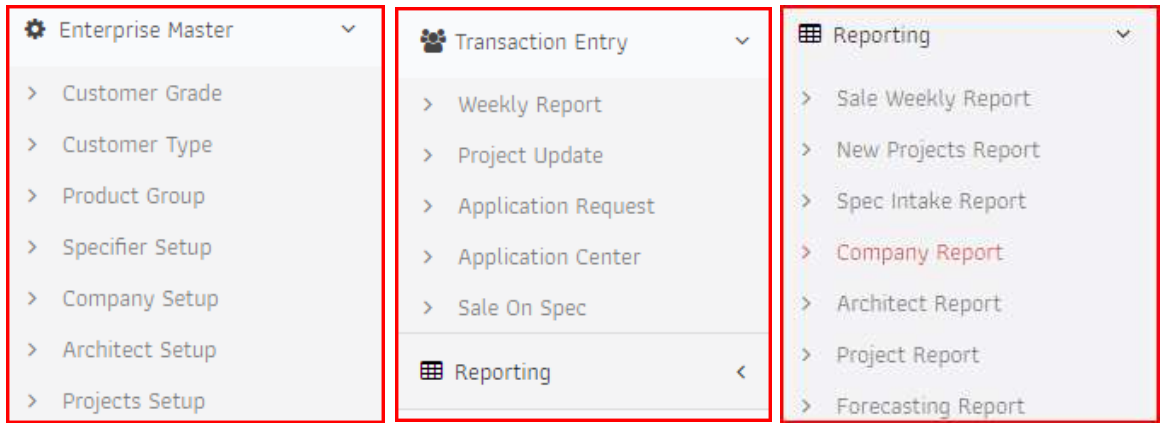 Enterprise Master
Customer Grade
Customer Type
Product Group
Specifier Setup
Company Setup
Architect Setup
Projects Setup
Transaction Entry
Weekly Report
Project Update
Application Request
Application Center
Sale On Spec
Reporting
Reporting
Sale Weekly Report
New Projects Report
Spec Intake Report
Company Report
Architect Report
Project Report
Forecasting Report